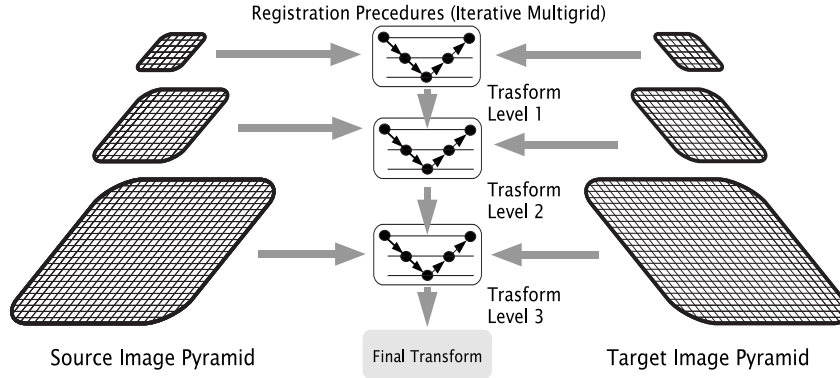 Registration Precedures (Iterative Multigrid)
Trasform
Level 1
Trasform
Level 2
Trasform
Level 3
Source Image Pyramid
Final Transform
Target Image Pyramid